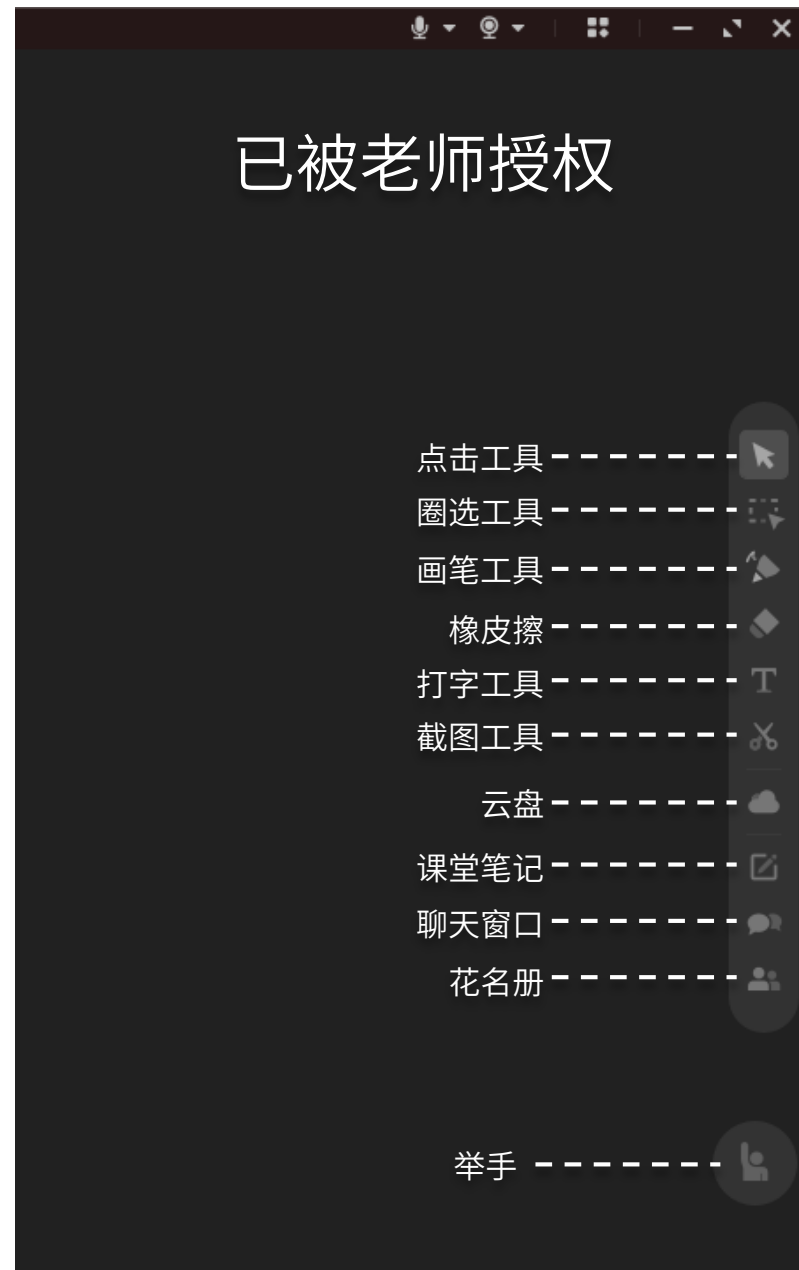 已被老师授权
点击工具
圈选工具
画笔工具
橡皮擦
打字工具
截图工具
云盘
课堂笔记
聊天窗口
花名册
举手